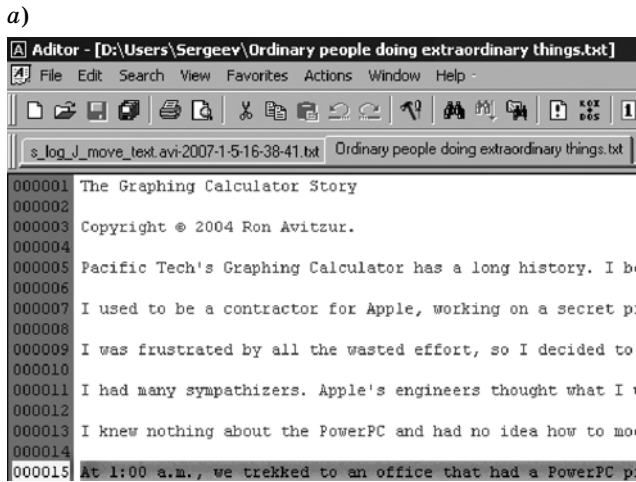 a)
Aditor - [D:\Users\Sergeev\Ordinary people doing extraordinary things.txt]
File Edit Search View Favorites Actions Window Help
KOI DOS 1
s_log_J_move_text.avi-2007-1-5-16-38-41.txt Ordinary people doing extraordinary things.txt
000001 The Graphing Calculator Story
000002
000003 Copyright © 2004 Ron Avitzur.
000004
000005 Pacific Tech's Graphing Calculator has a long history. I be
000006
000007 I used to be a contractor for Apple, working on a secret p
000008
000009 I was frustrated by all the wasted effort, so I decided to
000010
000011 I had many sympathizers. Apple's engineers thought what I w
000012
000013 I knew nothing about the PowerPC and had no idea how to mo
000014
000015 At 1:00 a.m., we trekked to an office that had a PowerPC p